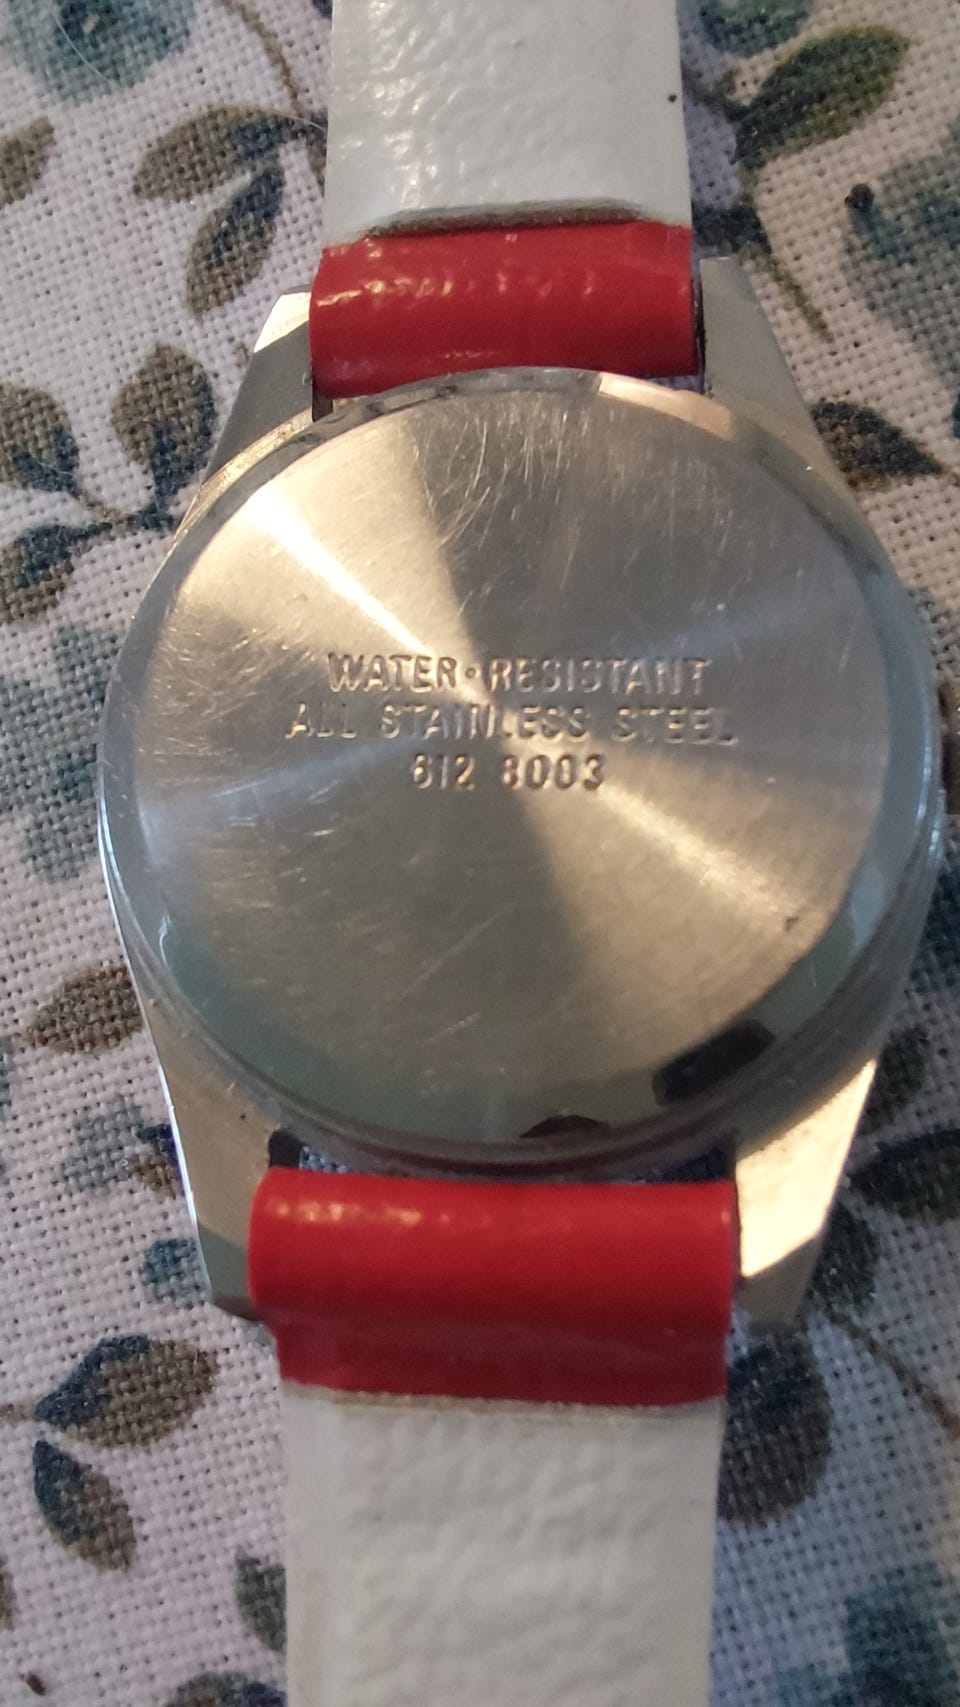 WATER·RESISTANT
ALL STAINLESS STEEL
612 8003